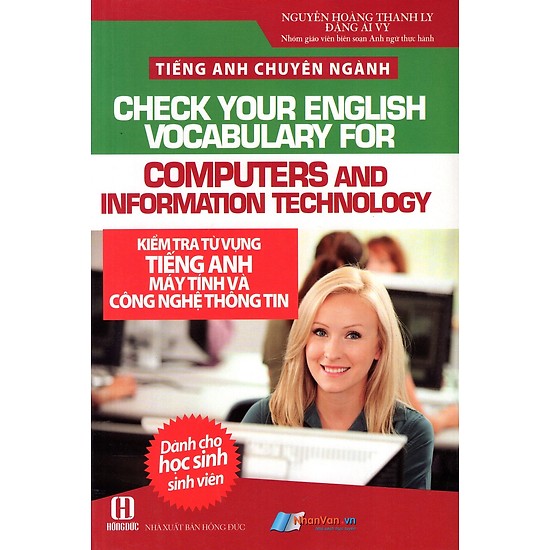 NGUYỄN HOÀNG THANH LY
ĐẶNG ÁI VY
Nhóm giáo viên biên soạn Anh ngữ thực hành
TIẾNG ANH CHUYÊN NGÀNH
CHECK YOUR ENGLISH
VOCABULARY FOR
COMPUTERS AND
INFORMATION TECHNOLOGY
KIỂM TRA TỪ VỰNG
TIẾNG ANH
MÁY TÍNH VÀ
CÔNG NGHỆ THÔNG TIN
Dành cho
học sinh
sinh viên
H
HỒNG ĐỨC
NHÀ XUẤT BẢN HỒNG ĐỨC
NhanVan.vn